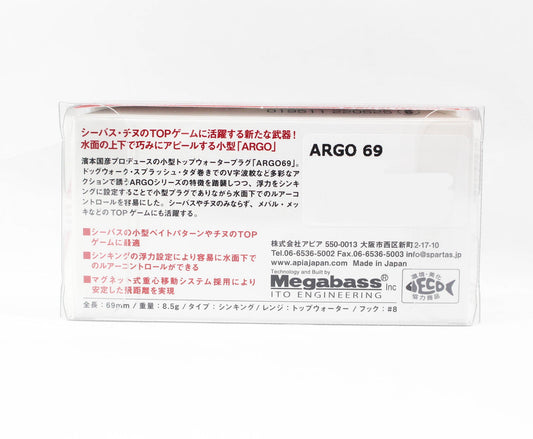 シーバス・チヌのTOPゲームに活躍する新たな武器！
水面の上下で巧みにアピールする小型「ARGO」
ARGO 69
濱本国彦プロデュースの小型トップウォータープラグ「ARGO69」。
ドッグウォーク・スプラッシュ・タダ巻きでのV字波紋など多彩なア
クションで誘うARGOシリーズの特徴を踏襲しつつ、浮力をシンキ
ングに設定することで小型プラグでありながら水面下でのルアーコ
ントロールを容易にした。シーバスやチヌのみならず、メバル・メッ
キなどの TOPゲームにも活躍する。
■シーバスの小型ベイトパターンやチヌのTOP
ゲームに最適
■シンキングの浮力設定により容易に水面下で
のルアーコントロールができる
■マグネット式重心移動システム採用により
安定した飛距離を実現
株式会社アピア 550-0013 大阪市西区新町2-17-10
Tel.06-6536-5002 Fax.06-6536-5003 info@spartas.jp
www.apiajapan.com Made in Japan
Technology and Built by
Megabass® Inc
ITO ENGINEERING
環境・美化
ECO
協力商品
全長：69mm / 重量：8.5g / タイプ：シンキング / レンジ：トップウォーター / フック：#8